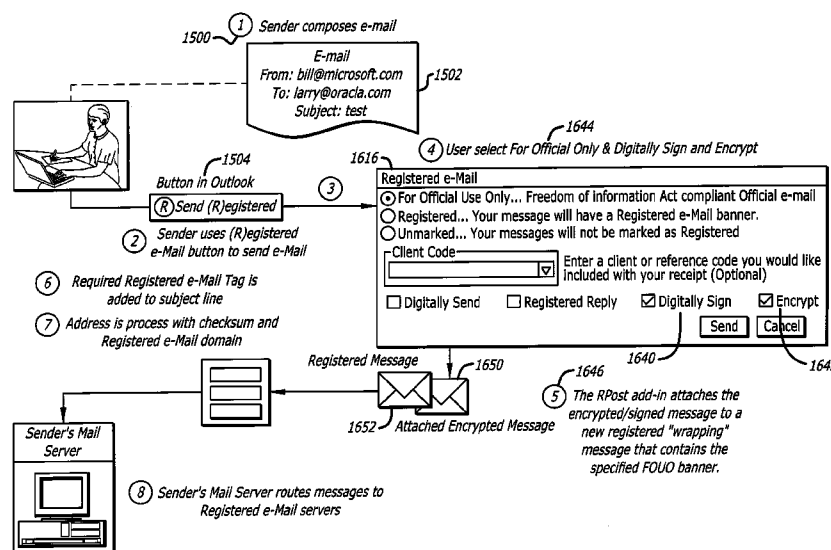 1 Sender composes e-mail
1500
E-mail
From: bill@microsoft.com
To: larry@oracla.com
Subject: test
1502
1504
Button in Outlook
R Send (R)egistered
3
2 Sender uses (R)egistered
e-Mail button to send e-Mail
1644
4 User select For Official Only & Digitally Sign and Encrypt
1616
Registered e-Mail
For Official Use Only... Freedom of information Act compliant Official e-mail
Registered... Your message will have a Registered e-Mail banner.
Unmarked... Your messages will not be marked as Registered
Client Code
Enter a client or reference code you would like
included with your receipt (Optional)
Digitally Send Registered Reply Digitally Sign Encrypt
Send Cancel
1640
6 Required Registered e-Mail Tag is
added to subject line
7 Address is process with checksum and
Registered e-Mail domain
Registered Message
1650
1652
Attached Encrypted Message
1646
5 The RPost add-in attaches the
encrypted/signed message to a
new registered "wrapping"
message that contains the
specified FOUO banner.
Sender's Mail
Server
8 Sender's Mail Server routes messages to
Registered e-Mail servers